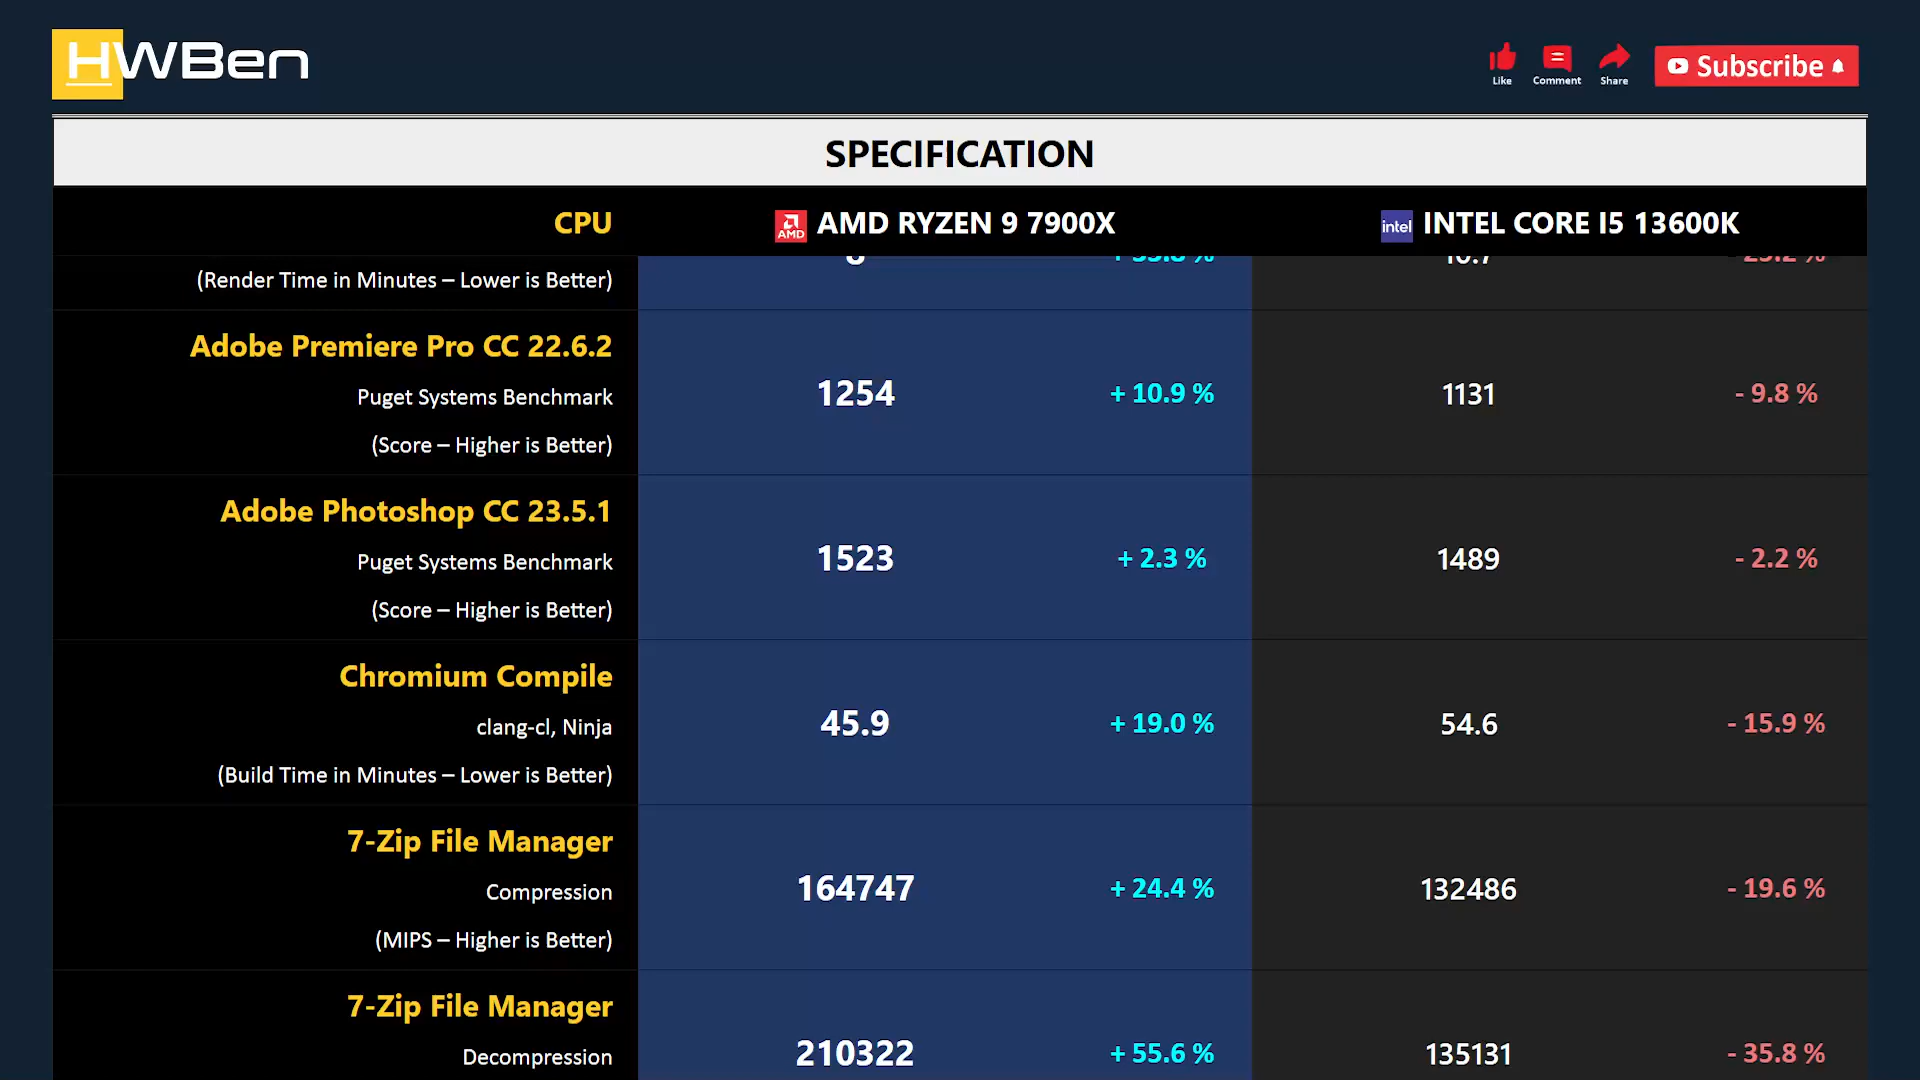 HWBen
Like
Comment
Share
Subscribe
SPECIFICATION
CPU
AMD
AMD RYZEN 9 7900X
intel
INTEL CORE I5 13600K
(Render Time in Minutes – Lower is Better)
Adobe Premiere Pro CC 22.6.2
Puget Systems Benchmark
(Score – Higher is Better)
1254
+ 10.9 %
1131
- 9.8 %
Adobe Photoshop CC 23.5.1
Puget Systems Benchmark
(Score – Higher is Better)
1523
+ 2.3 %
1489
- 2.2 %
Chromium Compile
clang-cl, Ninja
(Build Time in Minutes – Lower is Better)
45.9
+ 19.0 %
54.6
- 15.9 %
7-Zip File Manager
Compression
(MIPS – Higher is Better)
164747
+ 24.4 %
132486
- 19.6 %
7-Zip File Manager
Decompression
210322
+ 55.6 %
135131
- 35.8 %